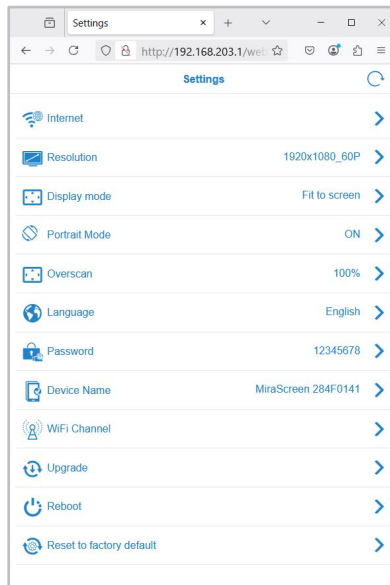 Settings
http://192.168.203.1/web
Settings
Internet
Resolution 1920x1080_60P
Display mode Fit to screen
Portrait Mode ON
Overscan 100%
Language English
Password 12345678
Device Name MiraScreen 284F0141
WiFi Channel
Upgrade
Reboot
Reset to factory default